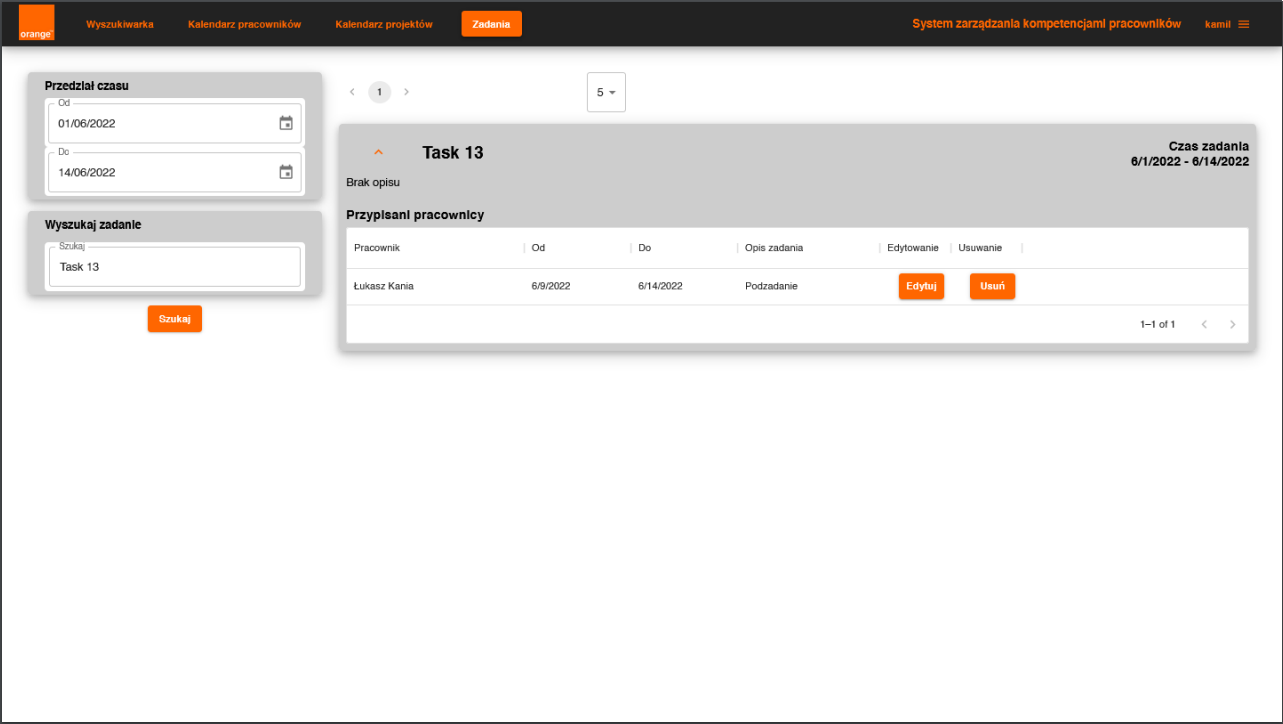 orange
Wyszukiwarka Kalendarz pracowników Kalendarz projektów Zadania System zarządzania kompetencjami pracowników kamil
Przedział czasu
Od
01/06/2022
Do
14/06/2022
Wyszukaj zadanie
Szukaj
Task 13
Szukaj
1 5
Task 13
Czas zadania
6/1/2022 - 6/14/2022
Brak opisu
Przypisani pracownicy
Pracownik Od Do Opis zadania Edytowanie Usuwanie
Łukasz Kania 6/9/2022 6/14/2022 Podzadanie Edytuj Usuń
1–1 of 1